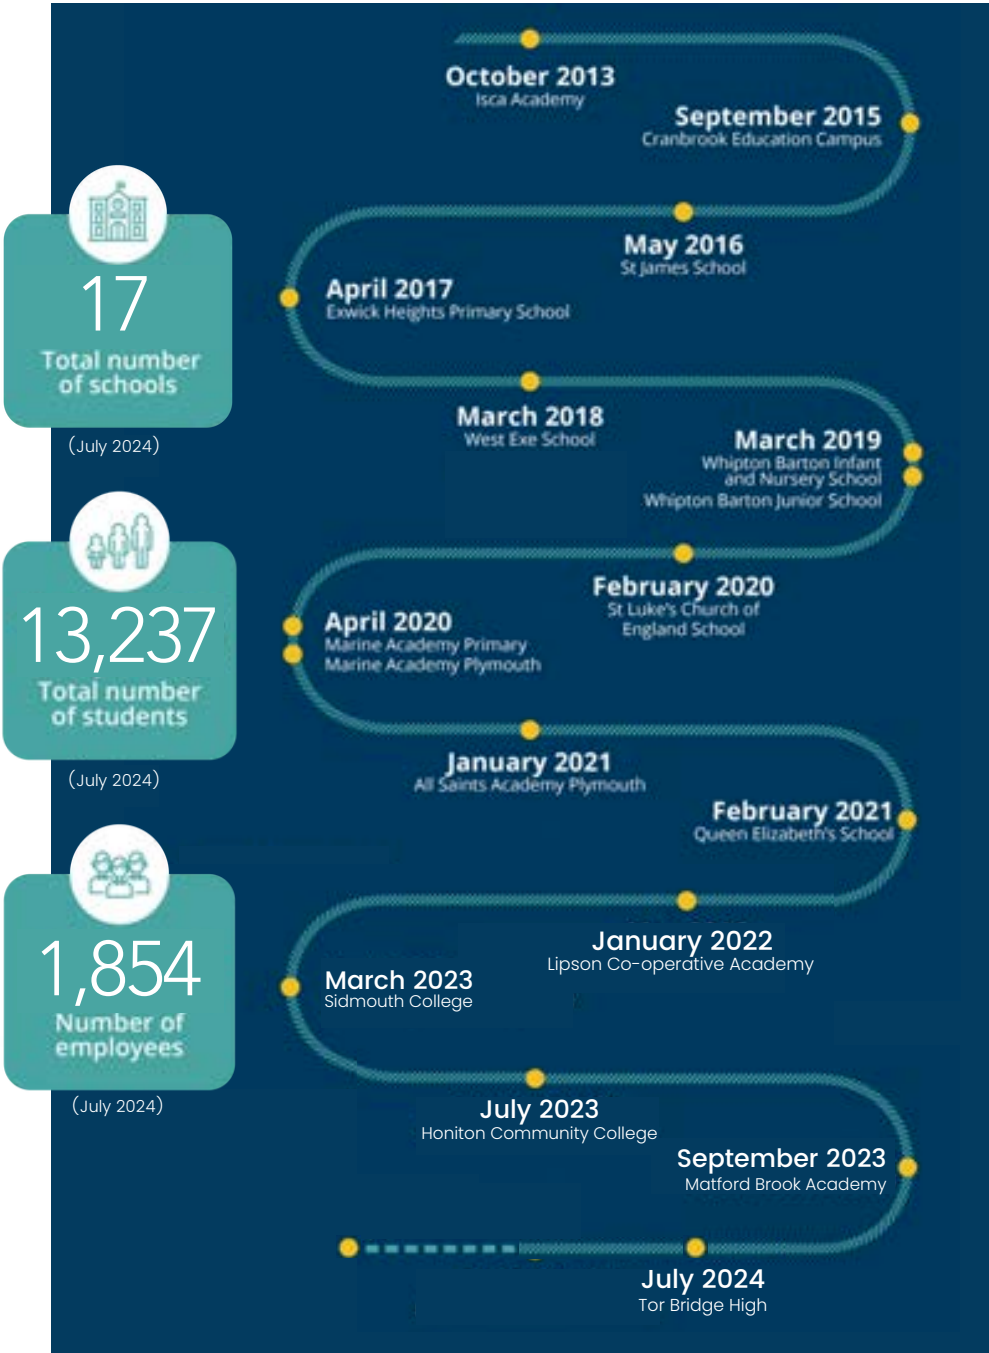 October 2013
Isca Academy
September 2015
Cranbrook Education Campus
May 2016
St James School
April 2017
Exwick Heights Primary School
March 2018
West Exe School
March 2019
Whipton Barton Infant
and Nursery School
Whipton Barton Junior School
February 2020
St Luke's Church of
England School
April 2020
Marine Academy Primary
Marine Academy Plymouth
January 2021
All Saints Academy Plymouth
February 2021
Queen Elizabeth's School
January 2022
Lipson Co-operative Academy
March 2023
Sidmouth College
July 2023
Honiton Community College
September 2023
Matford Brook Academy
July 2024
Tor Bridge High
17
Total number
of schools
(July 2024)
13,237
Total number
of students
(July 2024)
1,854
Number of
employees
(July 2024)